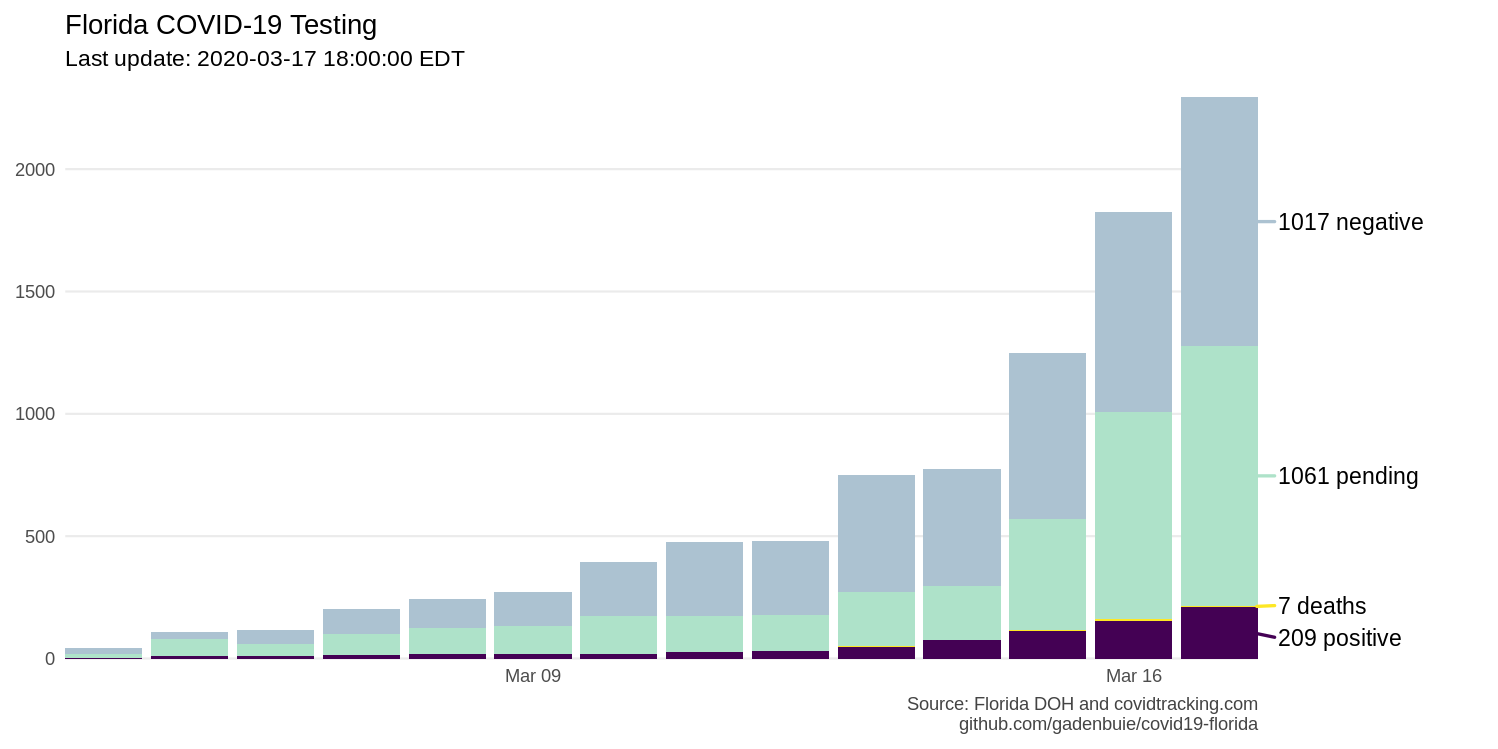 Florida COVID-19 Testing
Last update: 2020-03-17 18:00:00 EDT
2000
1500
1000
500
0
1017 negative
1061 pending
7 deaths
209 positive
Mar 09
Mar 16
Source: Florida DOH and covidtracking.com
github.com/gadenbuie/covid19-florida